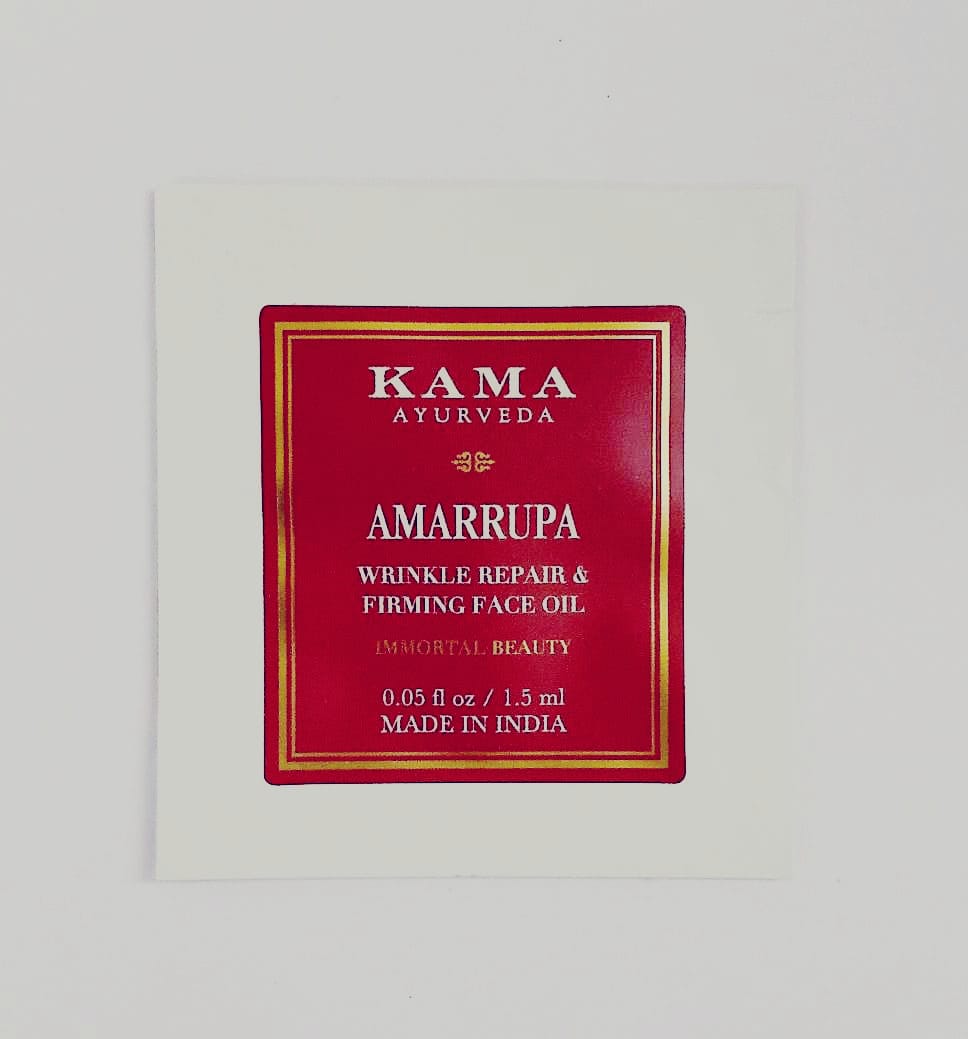 KAMA
AYURVEDA
AMARRUPA
WRINKLE REPAIR &
FIRMING FACE OIL
IMMORTAL BEAUTY
0.05 fl oz / 1.5 ml
MADE IN INDIA